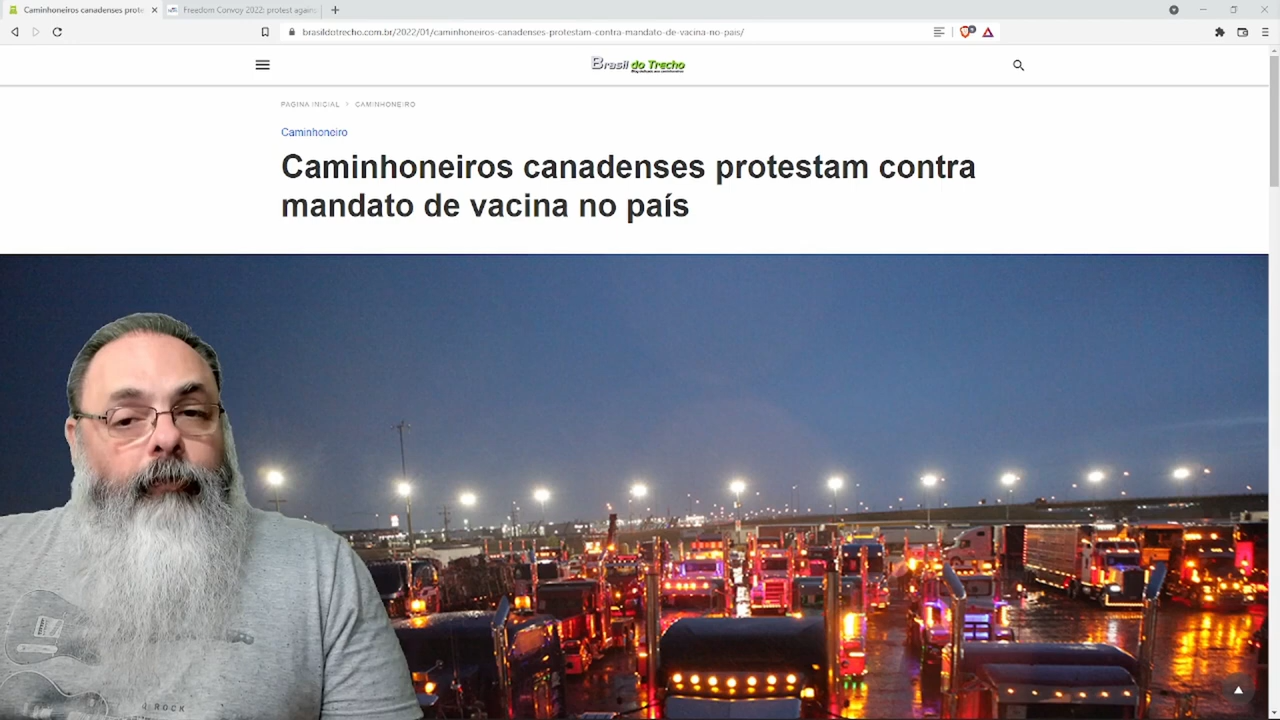 Caminhoneiros canadenses prote
Freedom Convoy 2022: protest again
brasildotrecho.com.br/2022/01/caminhoneiros-canadenses-protestam-contra-mandato-de-vacina-no-pais/
Brasil do Trecho
PAGINA INICIAL > CAMINHONEIRO
Caminhoneiro
Caminhoneiros canadenses protestam contra
mandato de vacina no país
ROCK